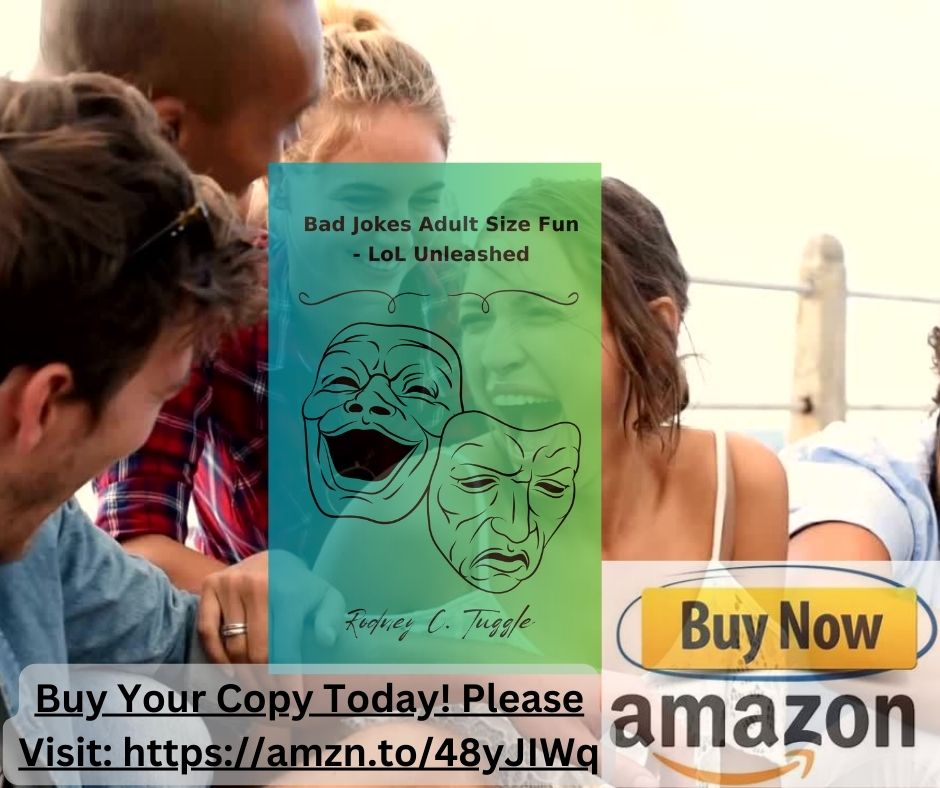 Bad Jokes Adult Size Fun
- LoL Unleashed
Rodney C. Tuggle
Buy Now
amazon
Buy Your Copy Today! Please
Visit: https://amzn.to/48yJIWq